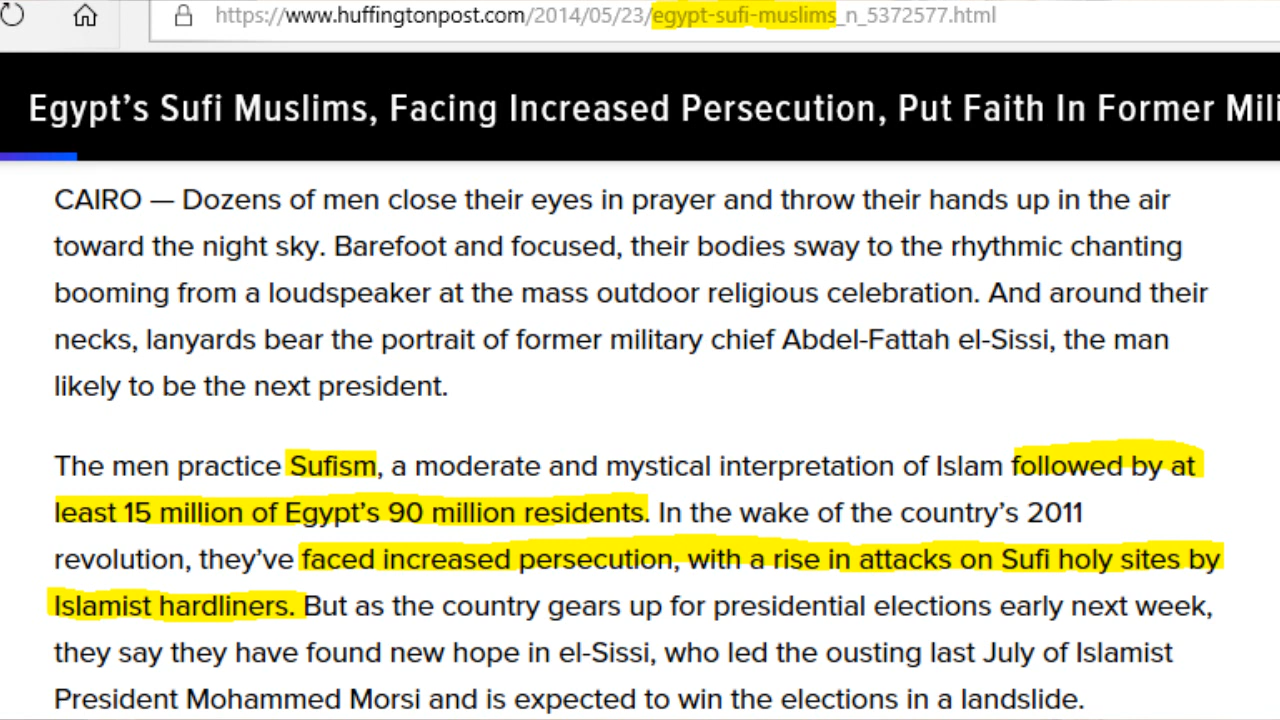 https://www.huffingtonpost.com/2014/05/23/egypt-sufi-muslims_n_5372577.html
Egypt’s Sufi Muslims, Facing Increased Persecution, Put Faith In Former Mili
CAIRO — Dozens of men close their eyes in prayer and throw their hands up in the air
toward the night sky. Barefoot and focused, their bodies sway to the rhythmic chanting
booming from a loudspeaker at the mass outdoor religious celebration. And around their
necks, lanyards bear the portrait of former military chief Abdel-Fattah el-Sissi, the man
likely to be the next president.
The men practice Sufism, a moderate and mystical interpretation of Islam followed by at
least 15 million of Egypt’s 90 million residents. In the wake of the country’s 2011
revolution, they’ve faced increased persecution, with a rise in attacks on Sufi holy sites by
Islamist hardliners. But as the country gears up for presidential elections early next week,
they say they have found new hope in el-Sissi, who led the ousting last July of Islamist
President Mohammed Morsi and is expected to win the elections in a landslide.